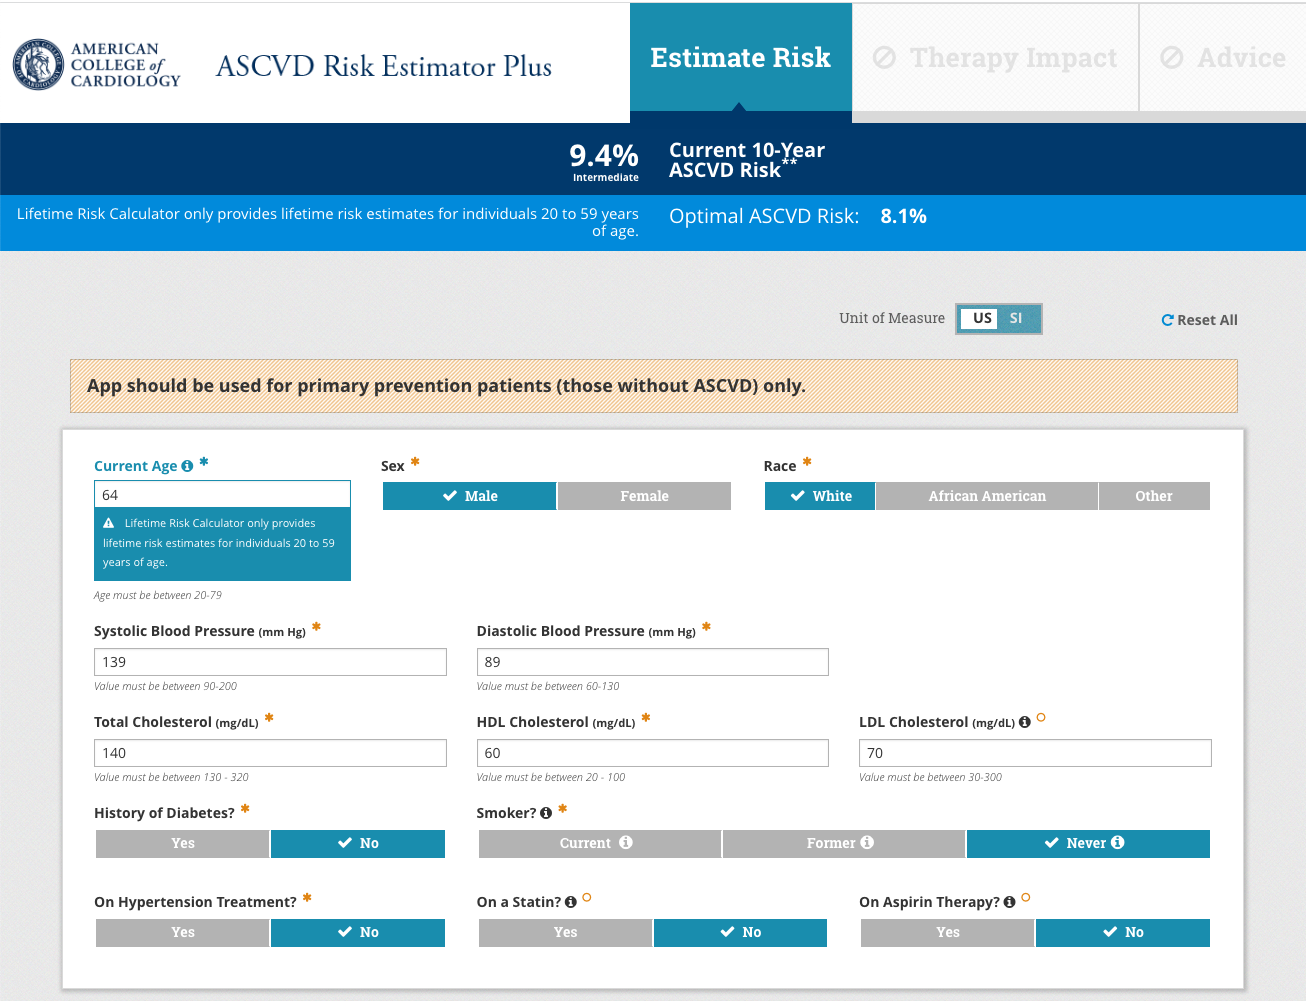 AMERICAN
COLLEGE of
CARDIOLOGY
ASCVD Risk Estimator Plus
Estimate Risk
Therapy Impact
Advice
9.4%
Intermediate
Current 10-Year
ASCVD Risk**
Lifetime Risk Calculator only provides lifetime risk estimates for individuals 20 to 59 years
of age.
Optimal ASCVD Risk: 8.1%
Unit of Measure US SI
Reset All
App should be used for primary prevention patients (those without ASCVD) only.
Current Age *
64
Lifetime Risk Calculator only provides
lifetime risk estimates for individuals 20 to 59
years of age.
Age must be between 20-79
Sex *
Male Female
Race *
White African American Other
Systolic Blood Pressure (mm Hg) *
139
Value must be between 90-200
Diastolic Blood Pressure (mm Hg) *
89
Value must be between 60-130
Total Cholesterol (mg/dL) *
140
Value must be between 130 - 320
HDL Cholesterol (mg/dL) *
60
Value must be between 20 - 100
LDL Cholesterol (mg/dL)
70
Value must be between 30-300
History of Diabetes? *
Yes No
Smoker? *
Current Former Never
On Hypertension Treatment? *
Yes No
On a Statin?
Yes No
On Aspirin Therapy?
Yes No